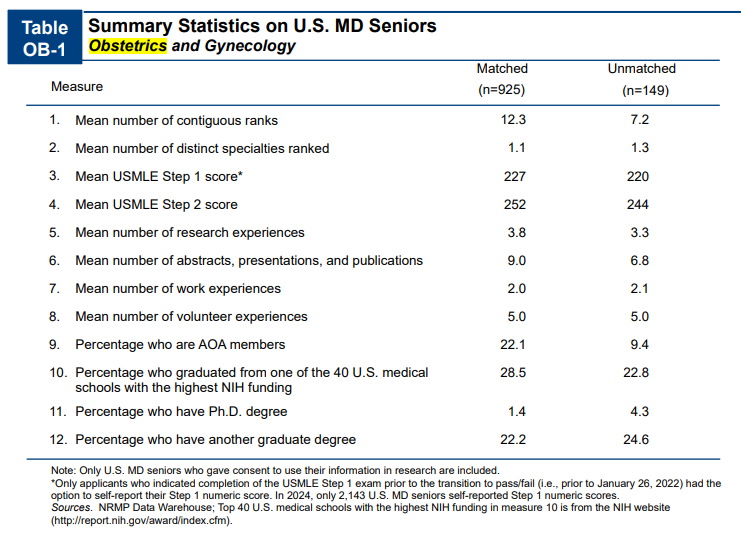 Table OB-1
Summary Statistics on U.S. MD Seniors
Obstetrics and Gynecology
Measure
Matched (n=925)
Unmatched (n=149)
1. Mean number of contiguous ranks 12.3 7.2
2. Mean number of distinct specialties ranked 1.1 1.3
3. Mean USMLE Step 1 score* 227 220
4. Mean USMLE Step 2 score 252 244
5. Mean number of research experiences 3.8 3.3
6. Mean number of abstracts, presentations, and publications 9.0 6.8
7. Mean number of work experiences 2.0 2.1
8. Mean number of volunteer experiences 5.0 5.0
9. Percentage who are AOA members 22.1 9.4
10. Percentage who graduated from one of the 40 U.S. medical
schools with the highest NIH funding 28.5 22.8
11. Percentage who have Ph.D. degree 1.4 4.3
12. Percentage who have another graduate degree 22.2 24.6
Note: Only U.S. MD seniors who gave consent to use their information in research are included.
*Only applicants who indicated completion of the USMLE Step 1 exam prior to the transition to pass/fail (i.e., prior to January 26, 2022) had the
option to self-report their Step 1 numeric score. In 2024, only 2,143 U.S. MD seniors self-reported Step 1 numeric scores.
Sources. NRMP Data Warehouse; Top 40 U.S. medical schools with the highest NIH funding in measure 10 is from the NIH website
(http://report.nih.gov/award/index.cfm).